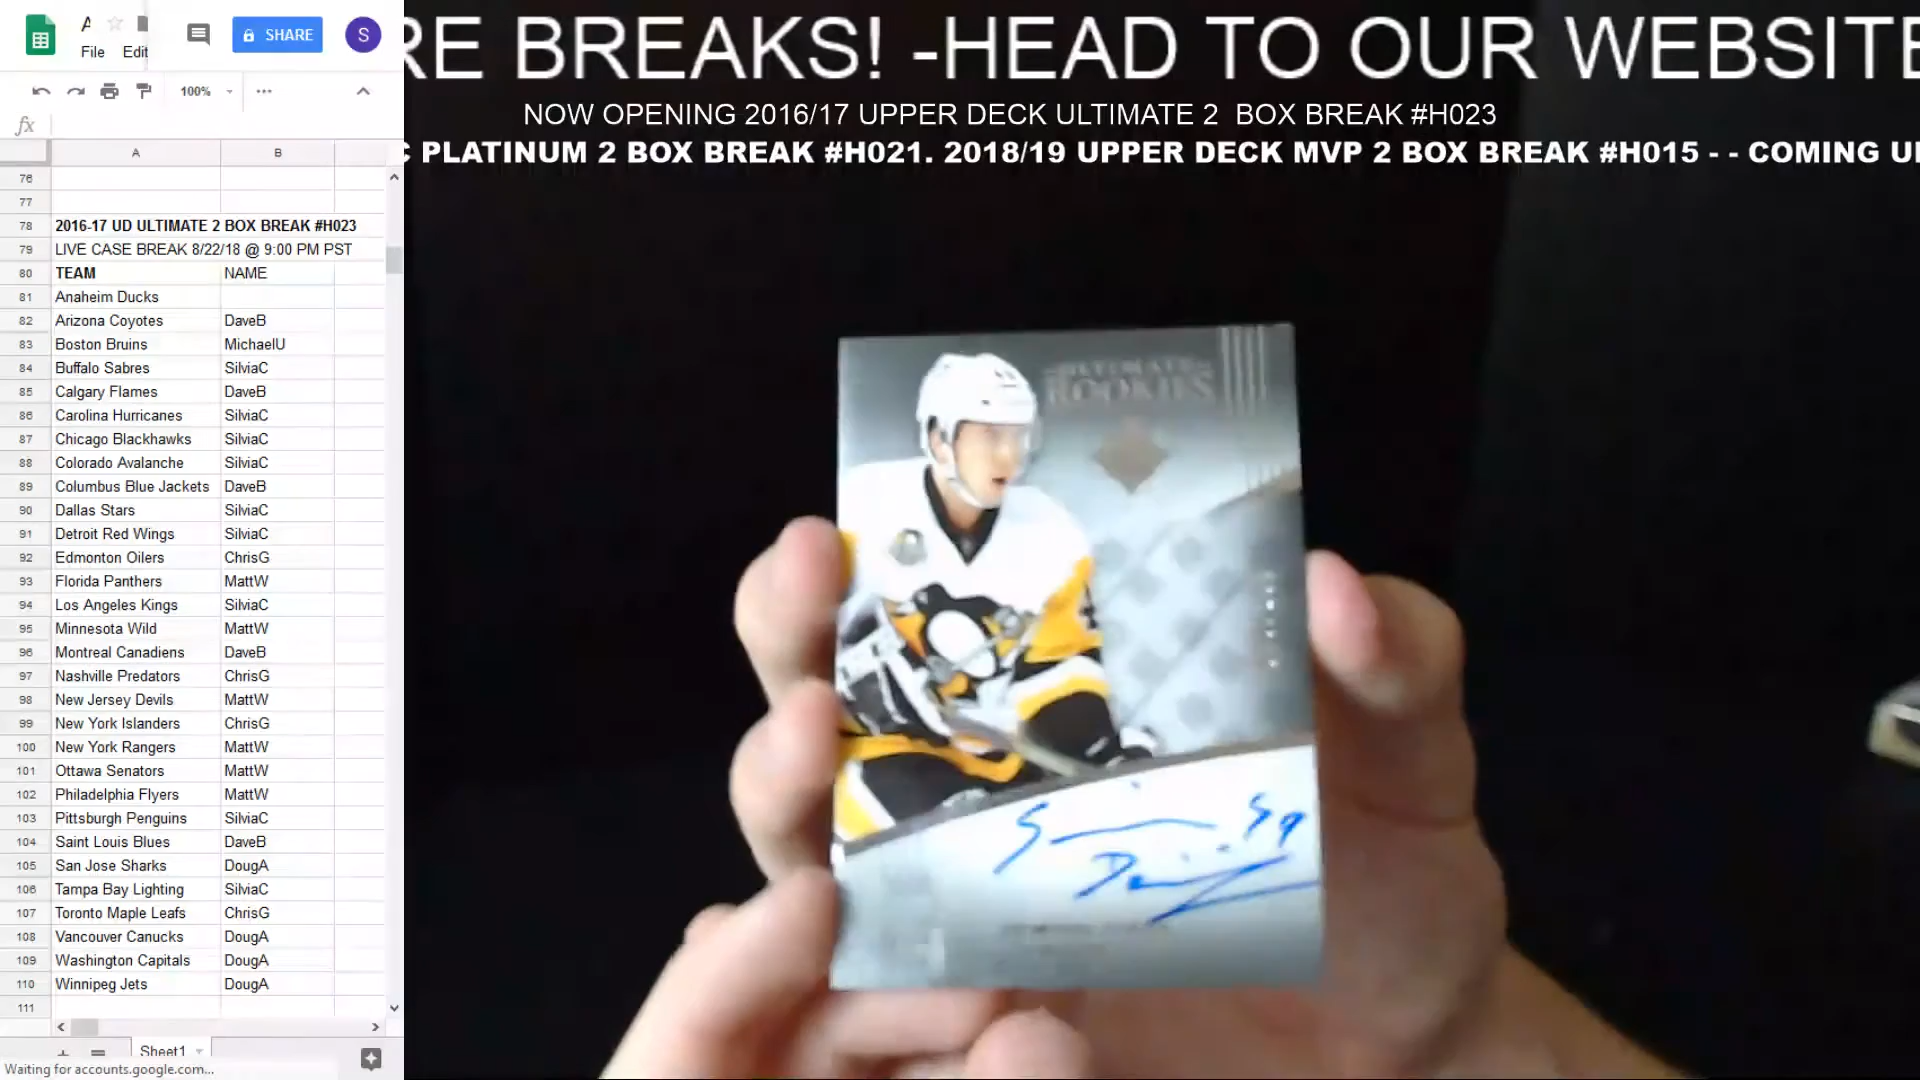 A
SHARE
S
File Edit
100%
fx
A B
76
77
78 2016-17 UD ULTIMATE 2 BOX BREAK #H023
79 LIVE CASE BREAK 8/22/18 @ 9:00 PM PST
80 TEAM NAME
81 Anaheim Ducks
82 Arizona Coyotes DaveB
83 Boston Bruins MichaelU
84 Buffalo Sabres SilviaC
85 Calgary Flames DaveB
86 Carolina Hurricanes SilviaC
87 Chicago Blackhawks SilviaC
88 Colorado Avalanche SilviaC
89 Columbus Blue Jackets DaveB
90 Dallas Stars SilviaC
91 Detroit Red Wings SilviaC
92 Edmonton Oilers ChrisG
93 Florida Panthers MattW
94 Los Angeles Kings SilviaC
95 Minnesota Wild MattW
96 Montreal Canadiens DaveB
97 Nashville Predators ChrisG
98 New Jersey Devils MattW
99 New York Islanders ChrisG
100 New York Rangers MattW
101 Ottawa Senators MattW
102 Philadelphia Flyers MattW
103 Pittsburgh Penguins SilviaC
104 Saint Louis Blues DaveB
105 San Jose Sharks DougA
106 Tampa Bay Lighting SilviaC
107 Toronto Maple Leafs ChrisG
108 Vancouver Canucks DougA
109 Washington Capitals DougA
110 Winnipeg Jets DougA
111
Sheet1
Waiting for accounts.google.com...
RE BREAKS! -HEAD TO OUR WEBSITE
NOW OPENING 2016/17 UPPER DECK ULTIMATE 2 BOX BREAK #H023
C PLATINUM 2 BOX BREAK #H021. 2018/19 UPPER DECK MVP 2 BOX BREAK #H015 - - COMING U
ULTIMATE
ROOKIES